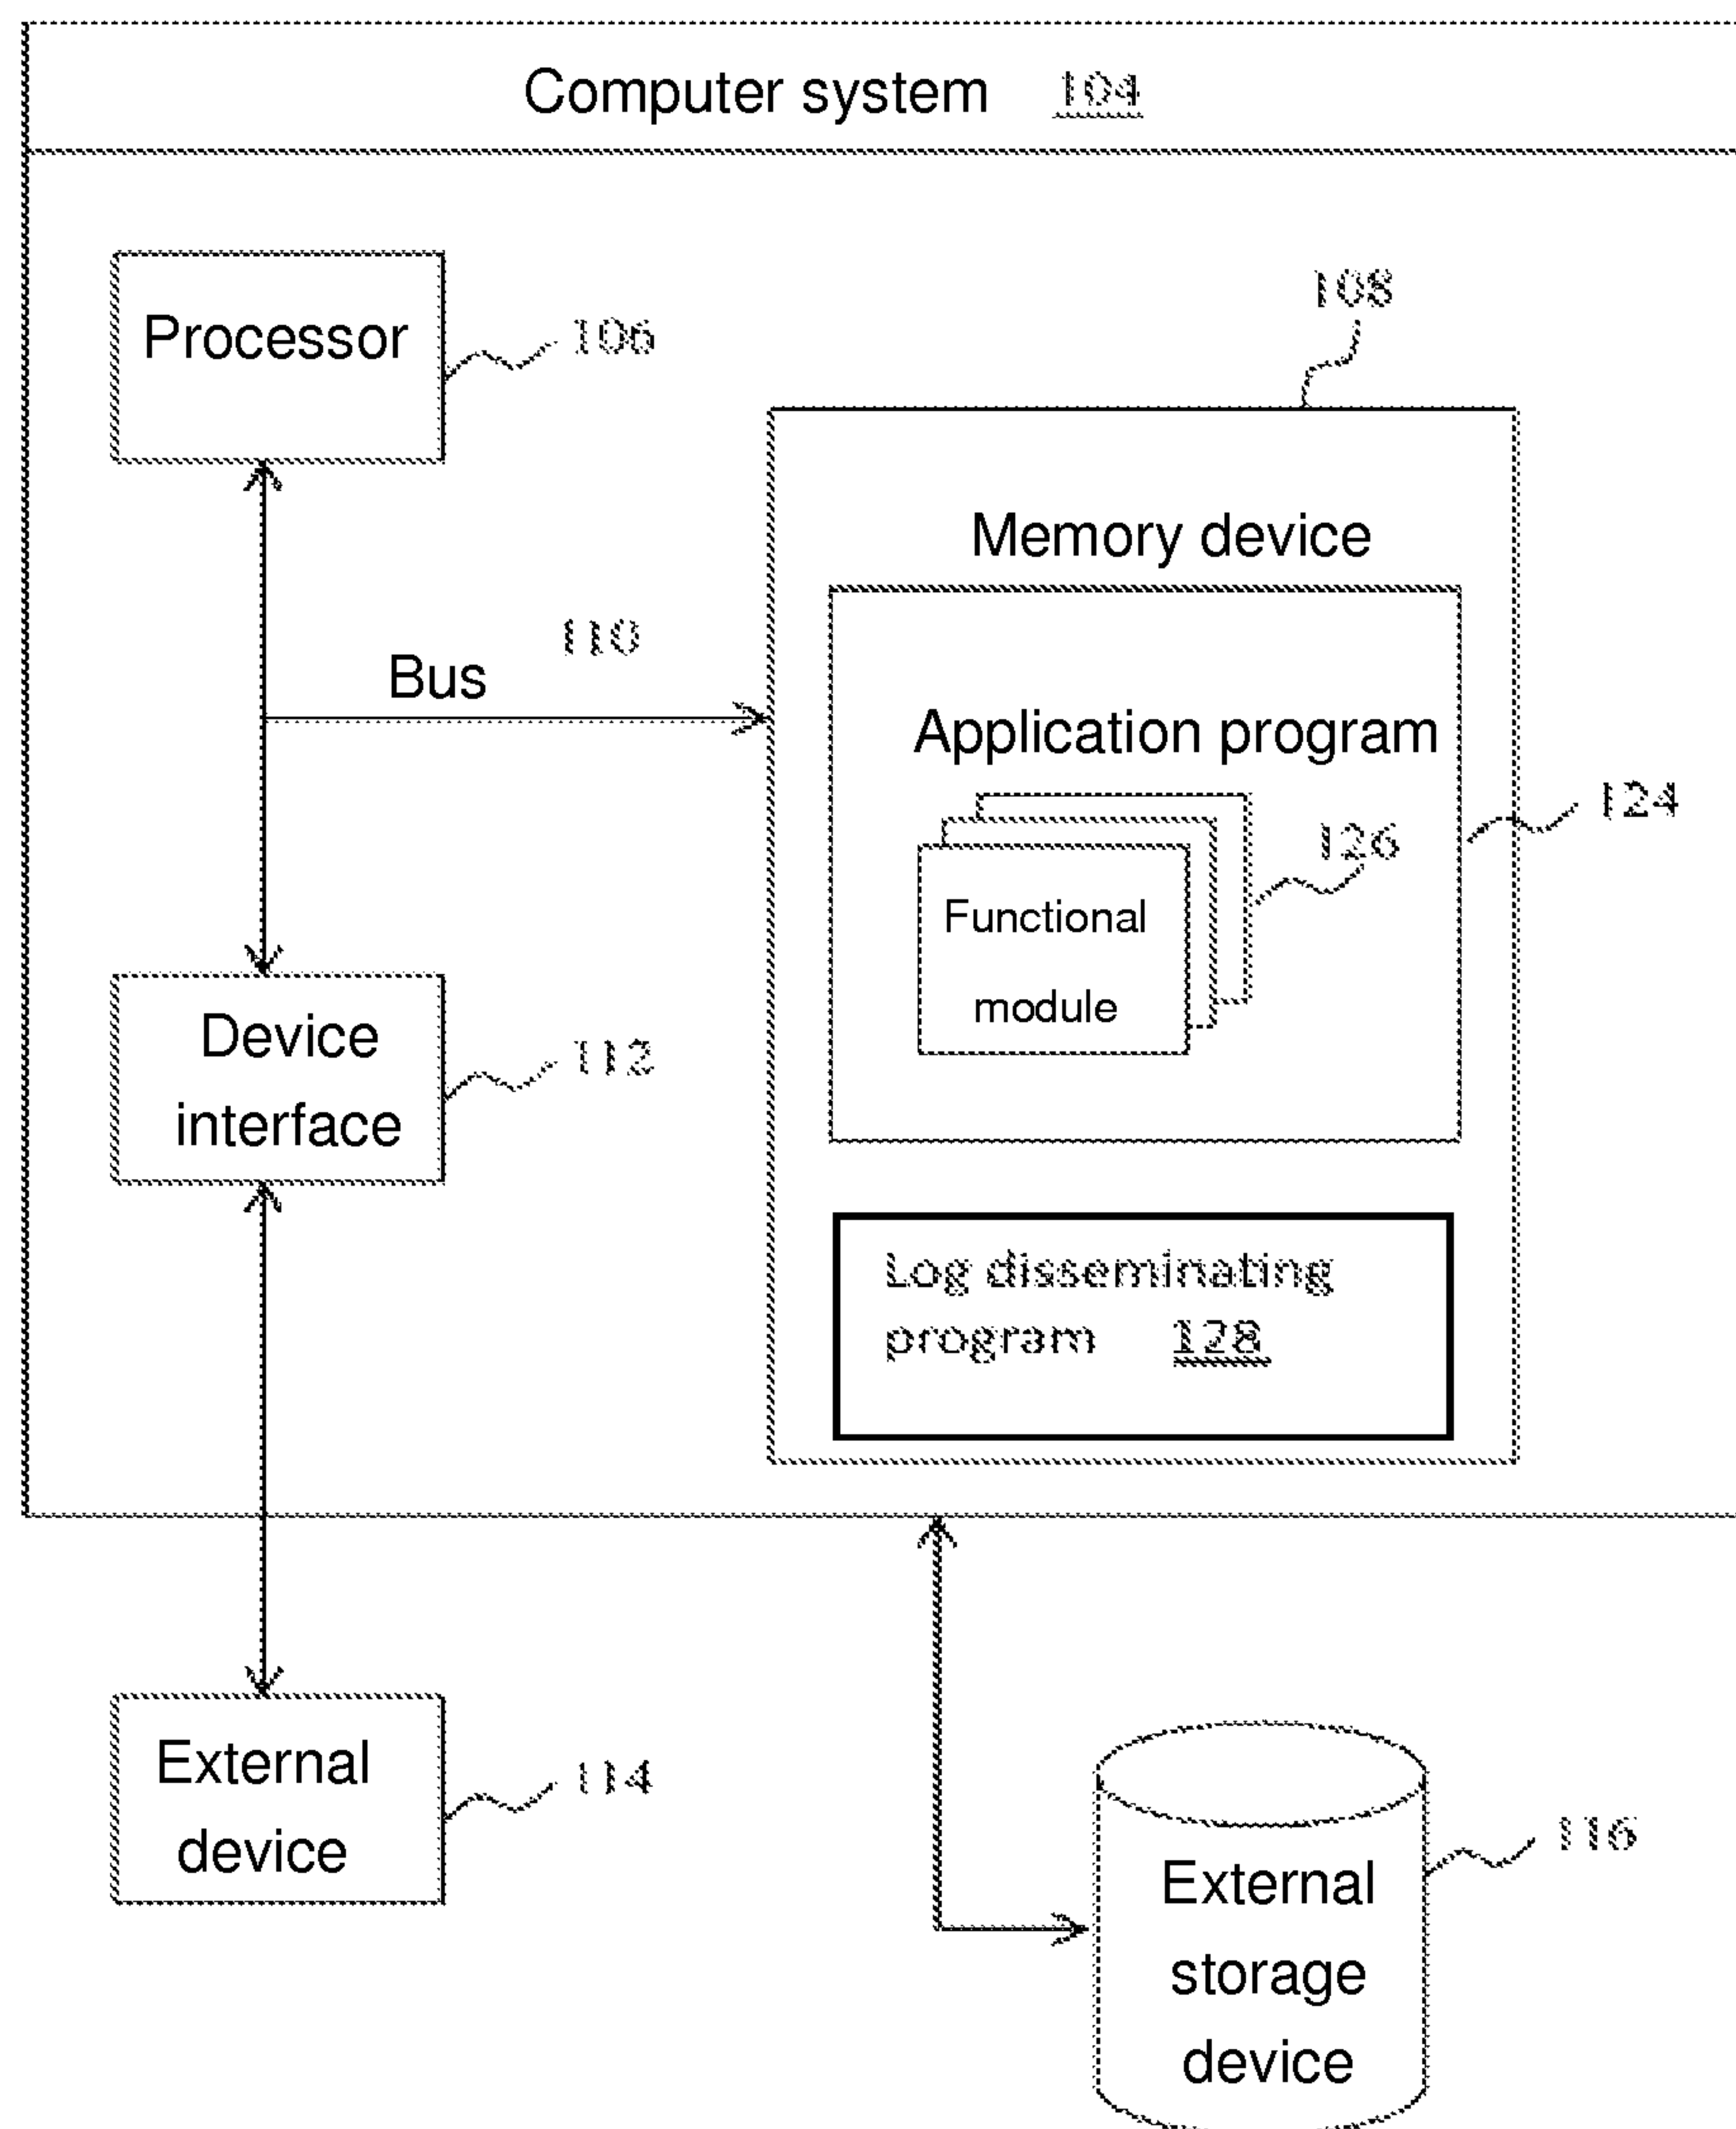 Computer system 104
Processor
106
108
Memory device
110
Bus
Application program
124
126
Functional
module
Device
interface
112
Log disseminating
program 128
External
device
114
116
External
storage
device